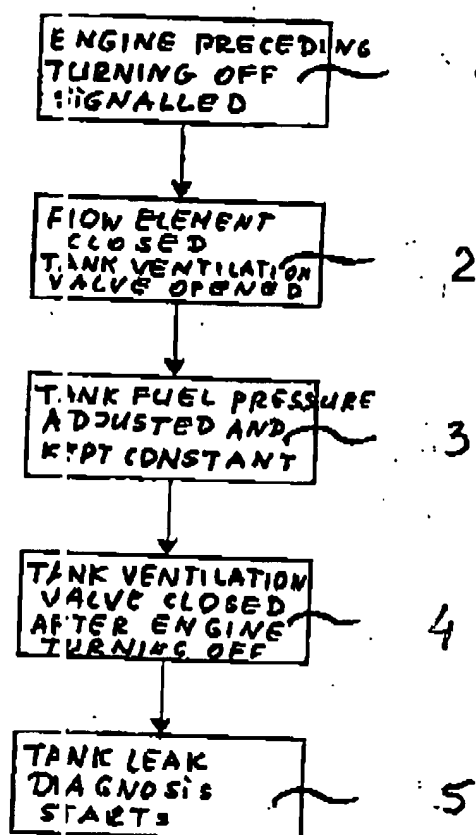 ENGINE PRECEDING
TURNING OFF
SIGNALLED
FLOW ELEMENT
CLOSED
TANK VENTILATION
VALVE OPENED
2
TANK FUEL PRESSURE
ADJUSTED AND
KEPT CONSTANT
3
TANK VENTILATION
VALVE CLOSED
AFTER ENGINE
TURNING OFF
4
TANK LEAK
DIAGNOSIS
STARTS
5